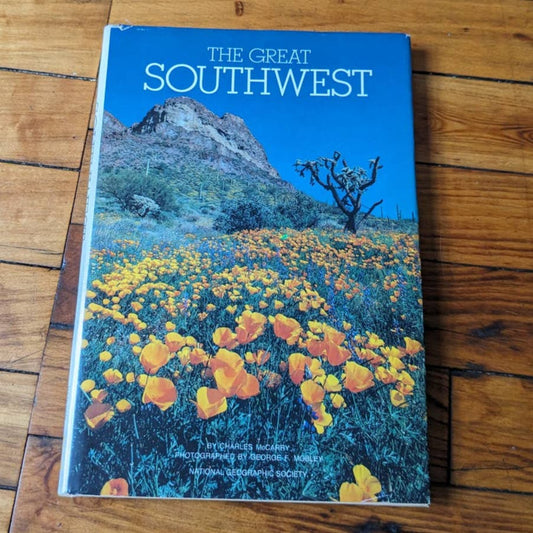 THE GREAT
SOUTHWEST
BY CHARLES McCARRY
PHOTOGRAPHED BY GEORGE F. MOBLEY
NATIONAL GEOGRAPHIC SOCIETY